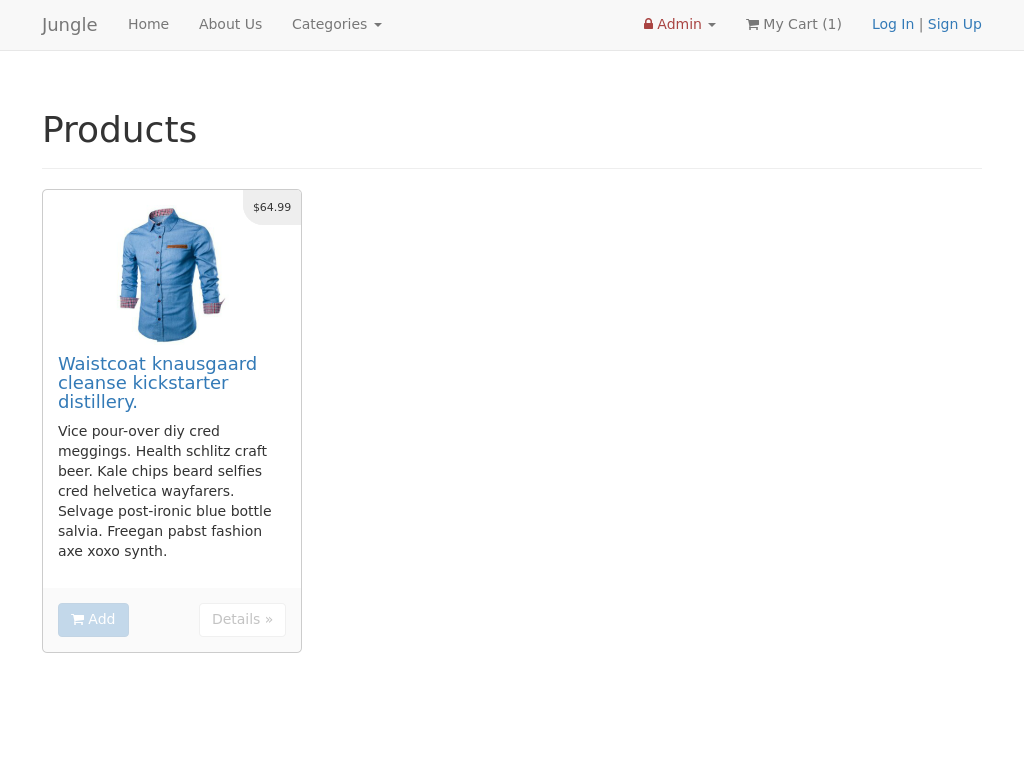 Jungle Home About Us Categories Admin My Cart (1) Log In | Sign Up
Products
$64.99
Waistcoat knausgaard
cleanse kickstarter
distillery.
Vice pour-over diy cred
meggings. Health schlitz craft
beer. Kale chips beard selfies
cred helvetica wayfarers.
Selvage post-ironic blue bottle
salvia. Freegan pabst fashion
axe xoxo synth.
Add Details »